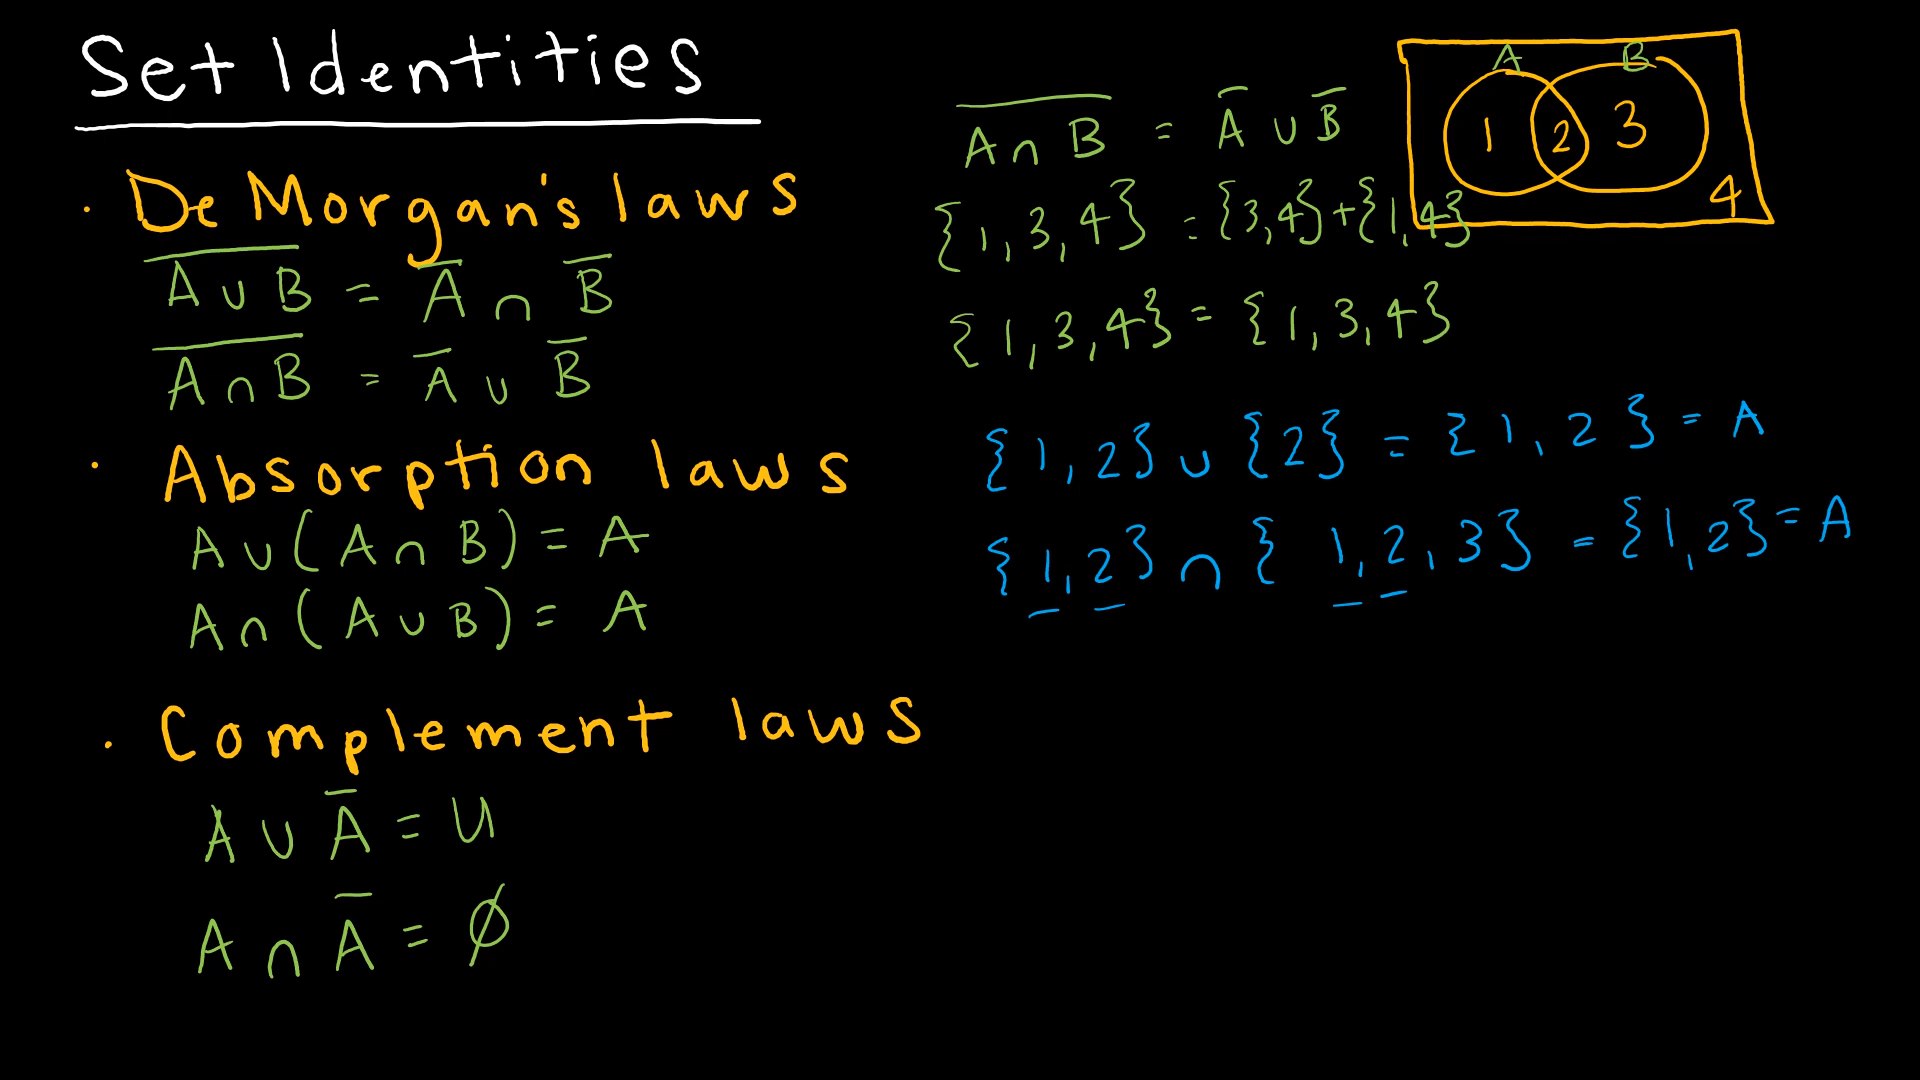 Set Identities
· De Morgan's laws
A̅ ̅∪̅ ̅B̅ = A̅ ∩ B̅
A̅ ̅∩̅ ̅B̅ = A̅ ∪ B̅
· Absorption laws
A ∪ (A ∩ B) = A
A ∩ (A ∪ B) = A
· Complement laws
A ∪ A̅ = U
A ∩ A̅ = ∅
A̅ ̅∩̅ ̅B̅ = A̅ ∪ B̅
{1, 3, 4} = {3, 4} + {1, 4}
{1, 3, 4} = {1, 3, 4}
A B
1 2 3
4
{1, 2} ∪ {2} = {1, 2} = A
{1, 2} ∩ {1, 2, 3} = {1, 2} = A